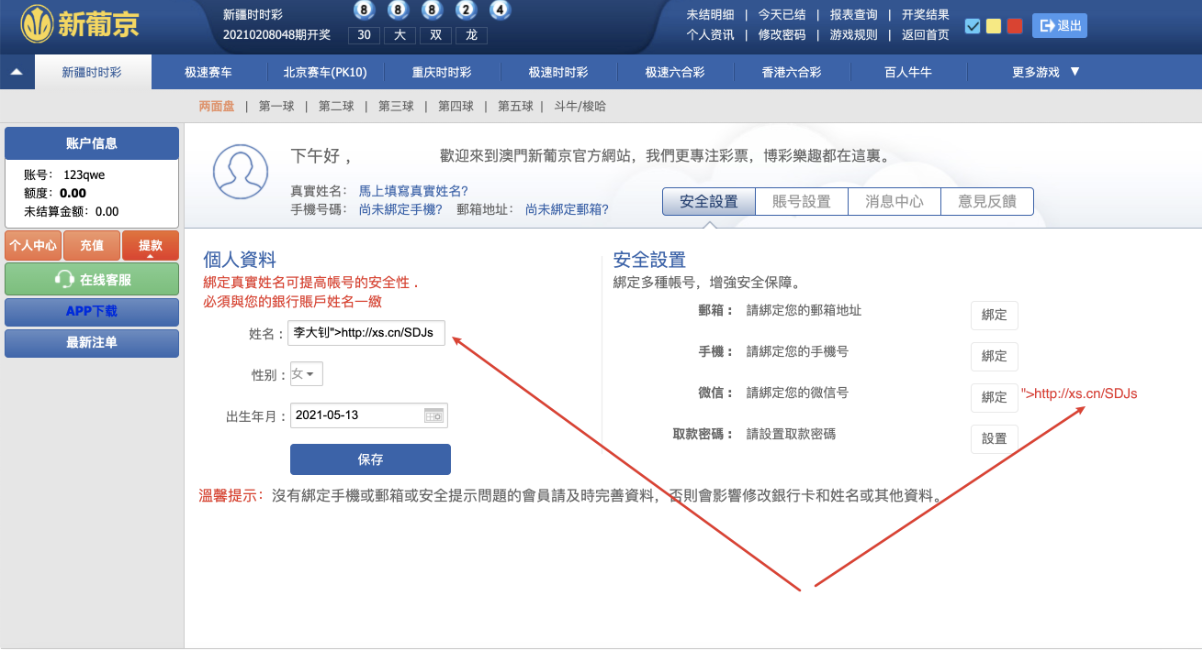 新葡京
新疆时时彩
8 8 8 2 4
20210208048期开奖 30 大 双 龙
未结明细 | 今天已结 | 报表查询 | 开奖结果
个人资讯 | 修改密码 | 游戏规则 | 返回首页
退出
新疆时时彩 极速赛车 北京赛车(PK10) 重庆时时彩 极速时时彩 极速六合彩 香港六合彩 百人牛牛 更多游戏
两面盘 | 第一球 | 第二球 | 第三球 | 第四球 | 第五球 | 斗牛/梭哈
账户信息
账号: 123qwe
额度: 0.00
未结算金额: 0.00
个人中心 充值 提款
在线客服
APP下载
最新注单
下午好，
歡迎來到澳門新葡京官方網站，我們更專注彩票，博彩樂趣都在這裏。
真實姓名: 馬上填寫真實姓名?
手機号碼: 尚未綁定手機? 郵箱地址: 尚未綁定郵箱?
安全設置 賬号設置 消息中心 意見反饋
個人資料
綁定真實姓名可提高帳号的安全性．
必須與您的銀行賬戶姓名一緻
姓名: 李大钊">http://xs.cn/SDJs
性别: 女
出生年月: 2021-05-13
保存
安全設置
綁定多種帳号，增強安全保障。
郵箱: 請綁定您的郵箱地址 綁定
手機: 請綁定您的手機号 綁定
微信: 請綁定您的微信号 綁定 ">http://xs.cn/SDJs
取款密碼: 請設置取款密碼 設置
溫馨提示: 沒有綁定手機或郵箱或安全提示問題的會員請及時完善資料，否則會影響修改銀行卡和姓名或其他資料。